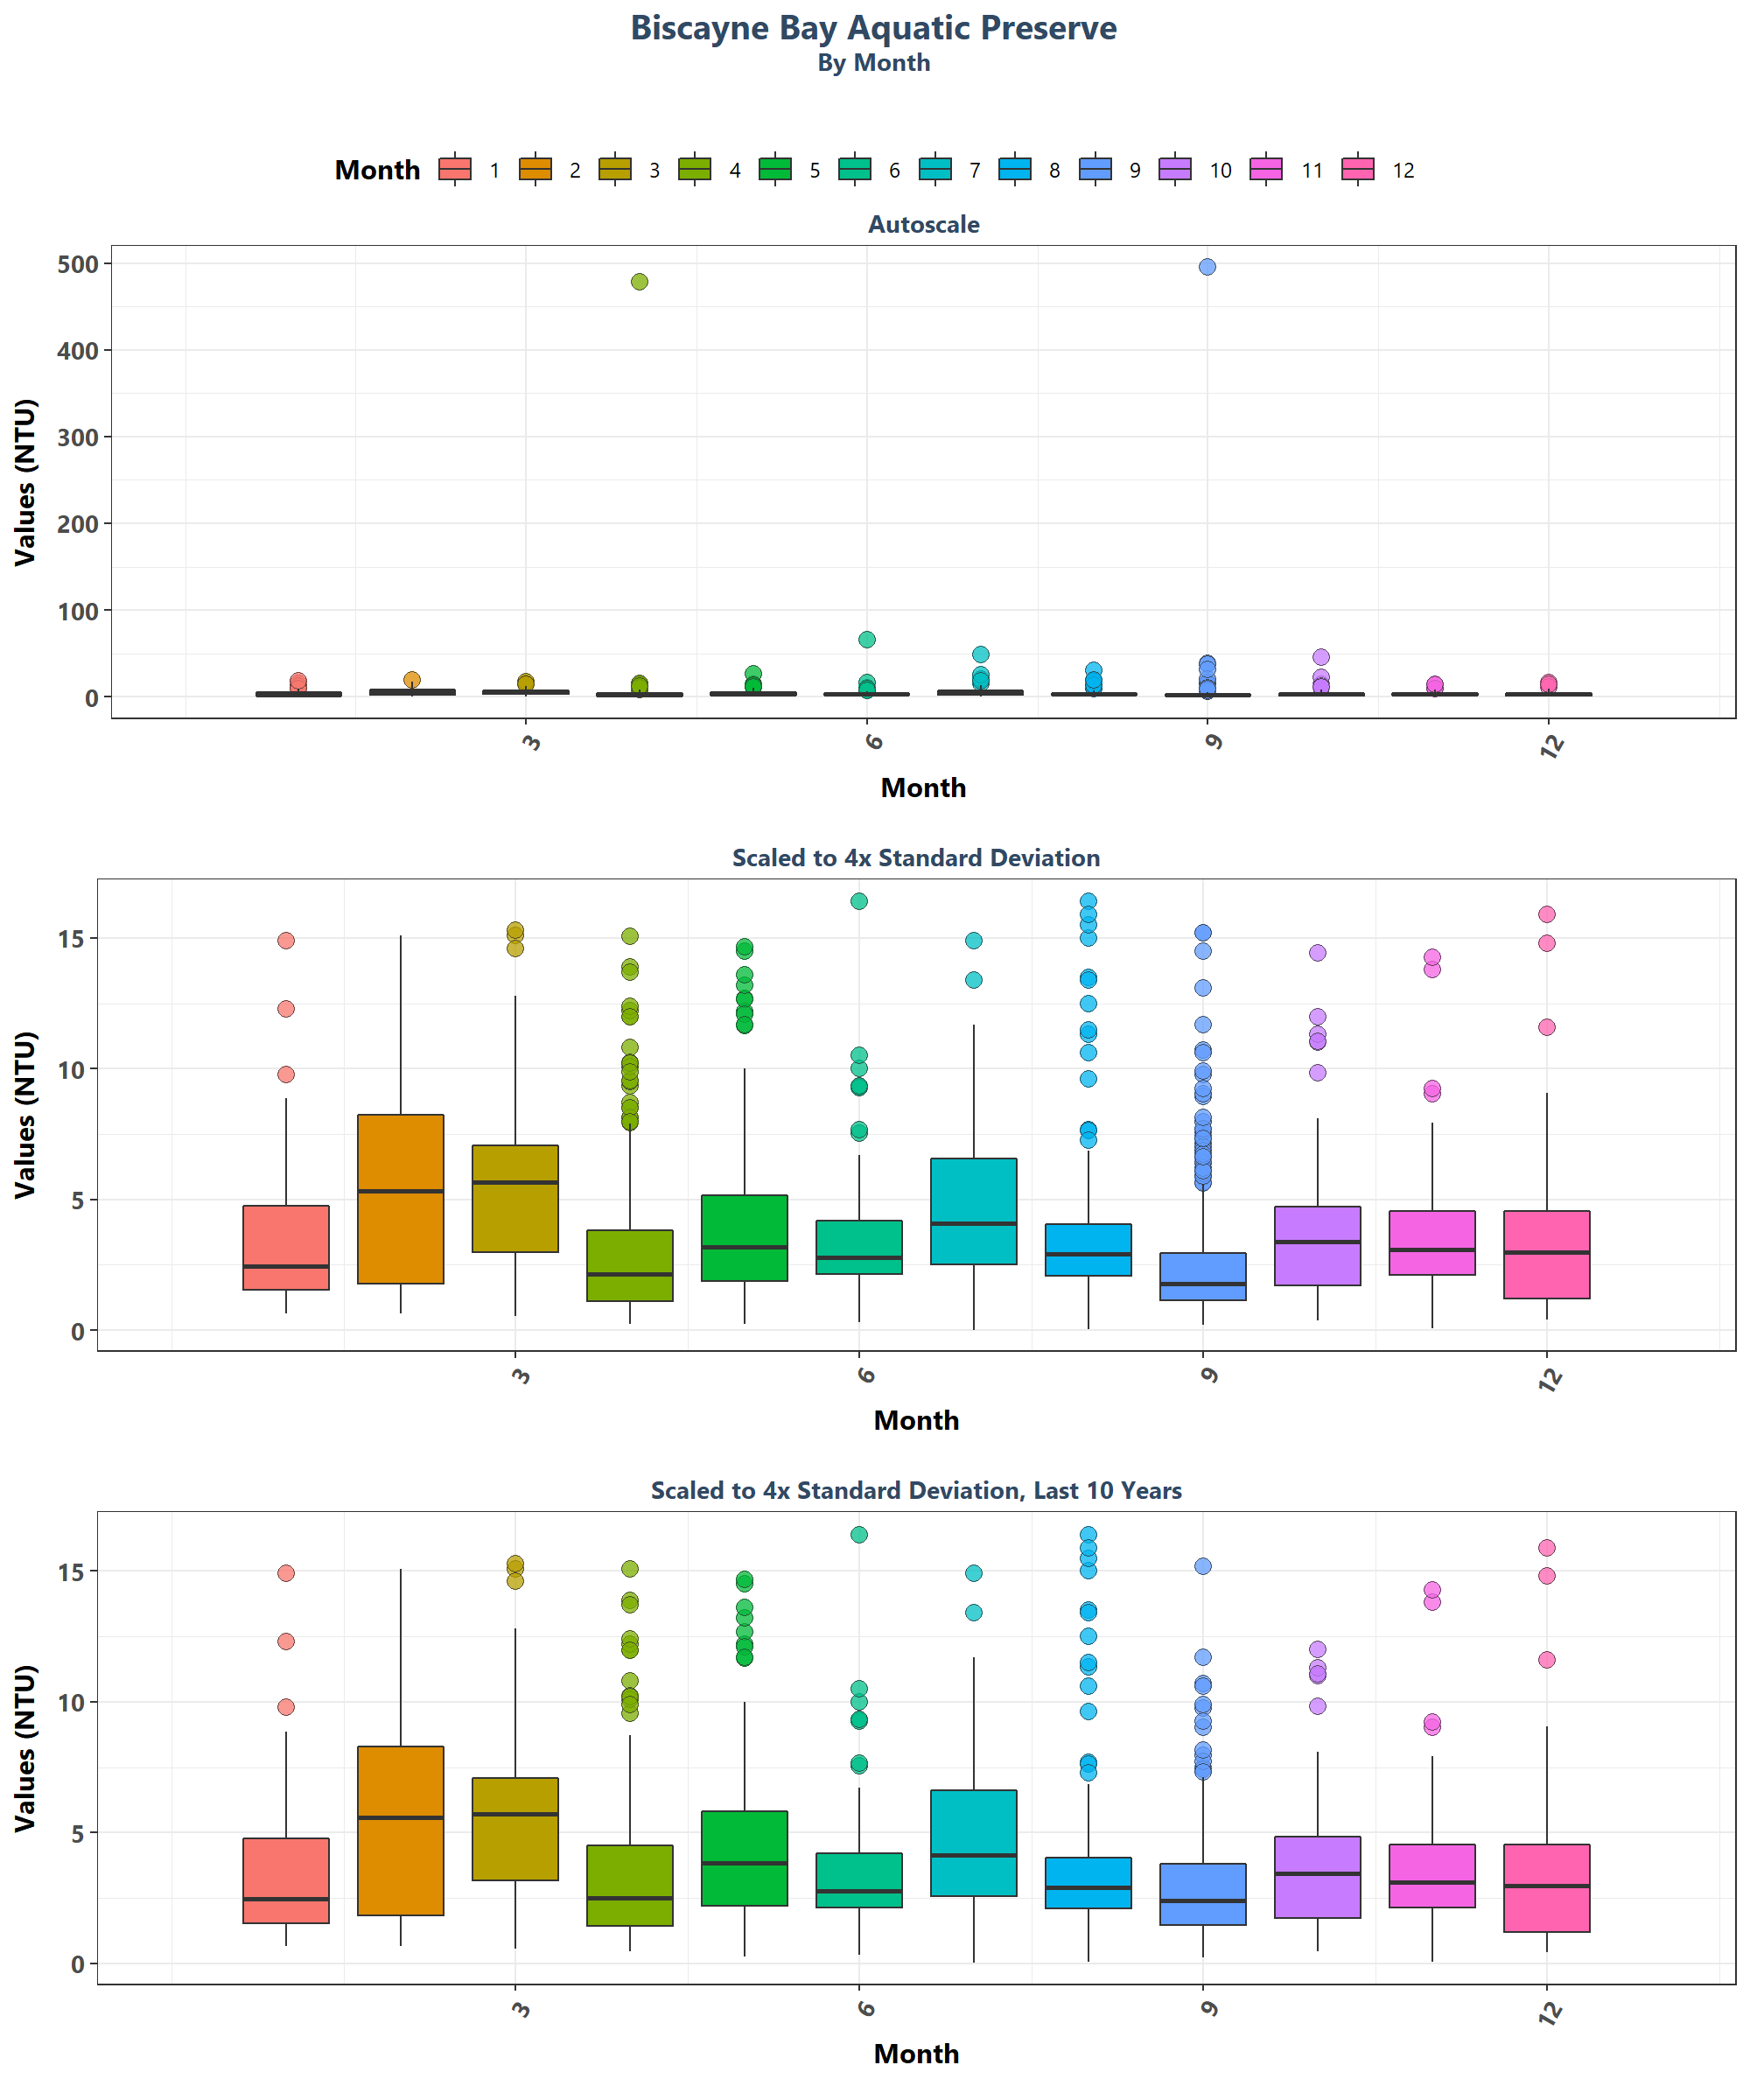 Biscayne Bay Aquatic Preserve
By Month
Month 1 2 3 4 5 6 7 8 9 10 11 12
Autoscale
Values (NTU)
500
400
300
200
100
0
3 6 9 12
Month
Scaled to 4x Standard Deviation
Values (NTU)
15
10
5
0
3 6 9 12
Month
Scaled to 4x Standard Deviation, Last 10 Years
Values (NTU)
15
10
5
0
3 6 9 12
Month